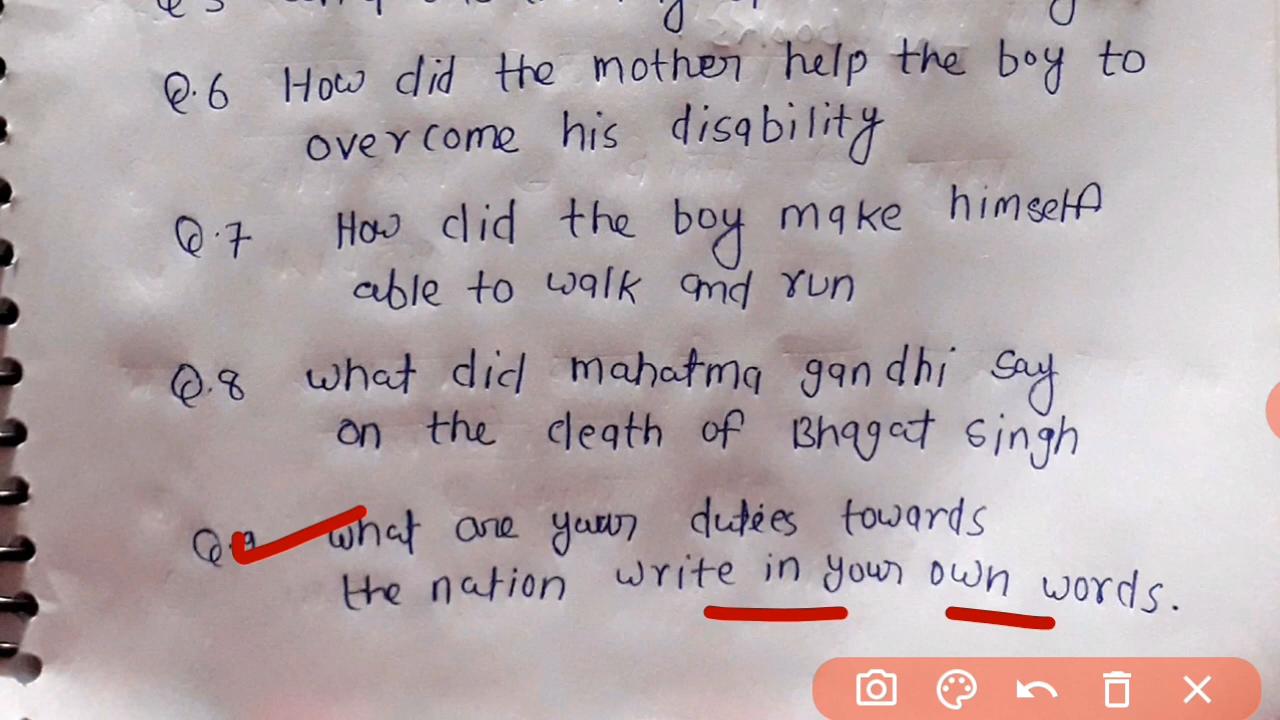 Q.6 How did the mother help the boy to
overcome his disability
Q.7 How did the boy make himself
able to walk and run
Q.8 what did mahatma gandhi say
on the death of Bhagat singh
Q.9 what are your duties towards
the nation write in your own words.